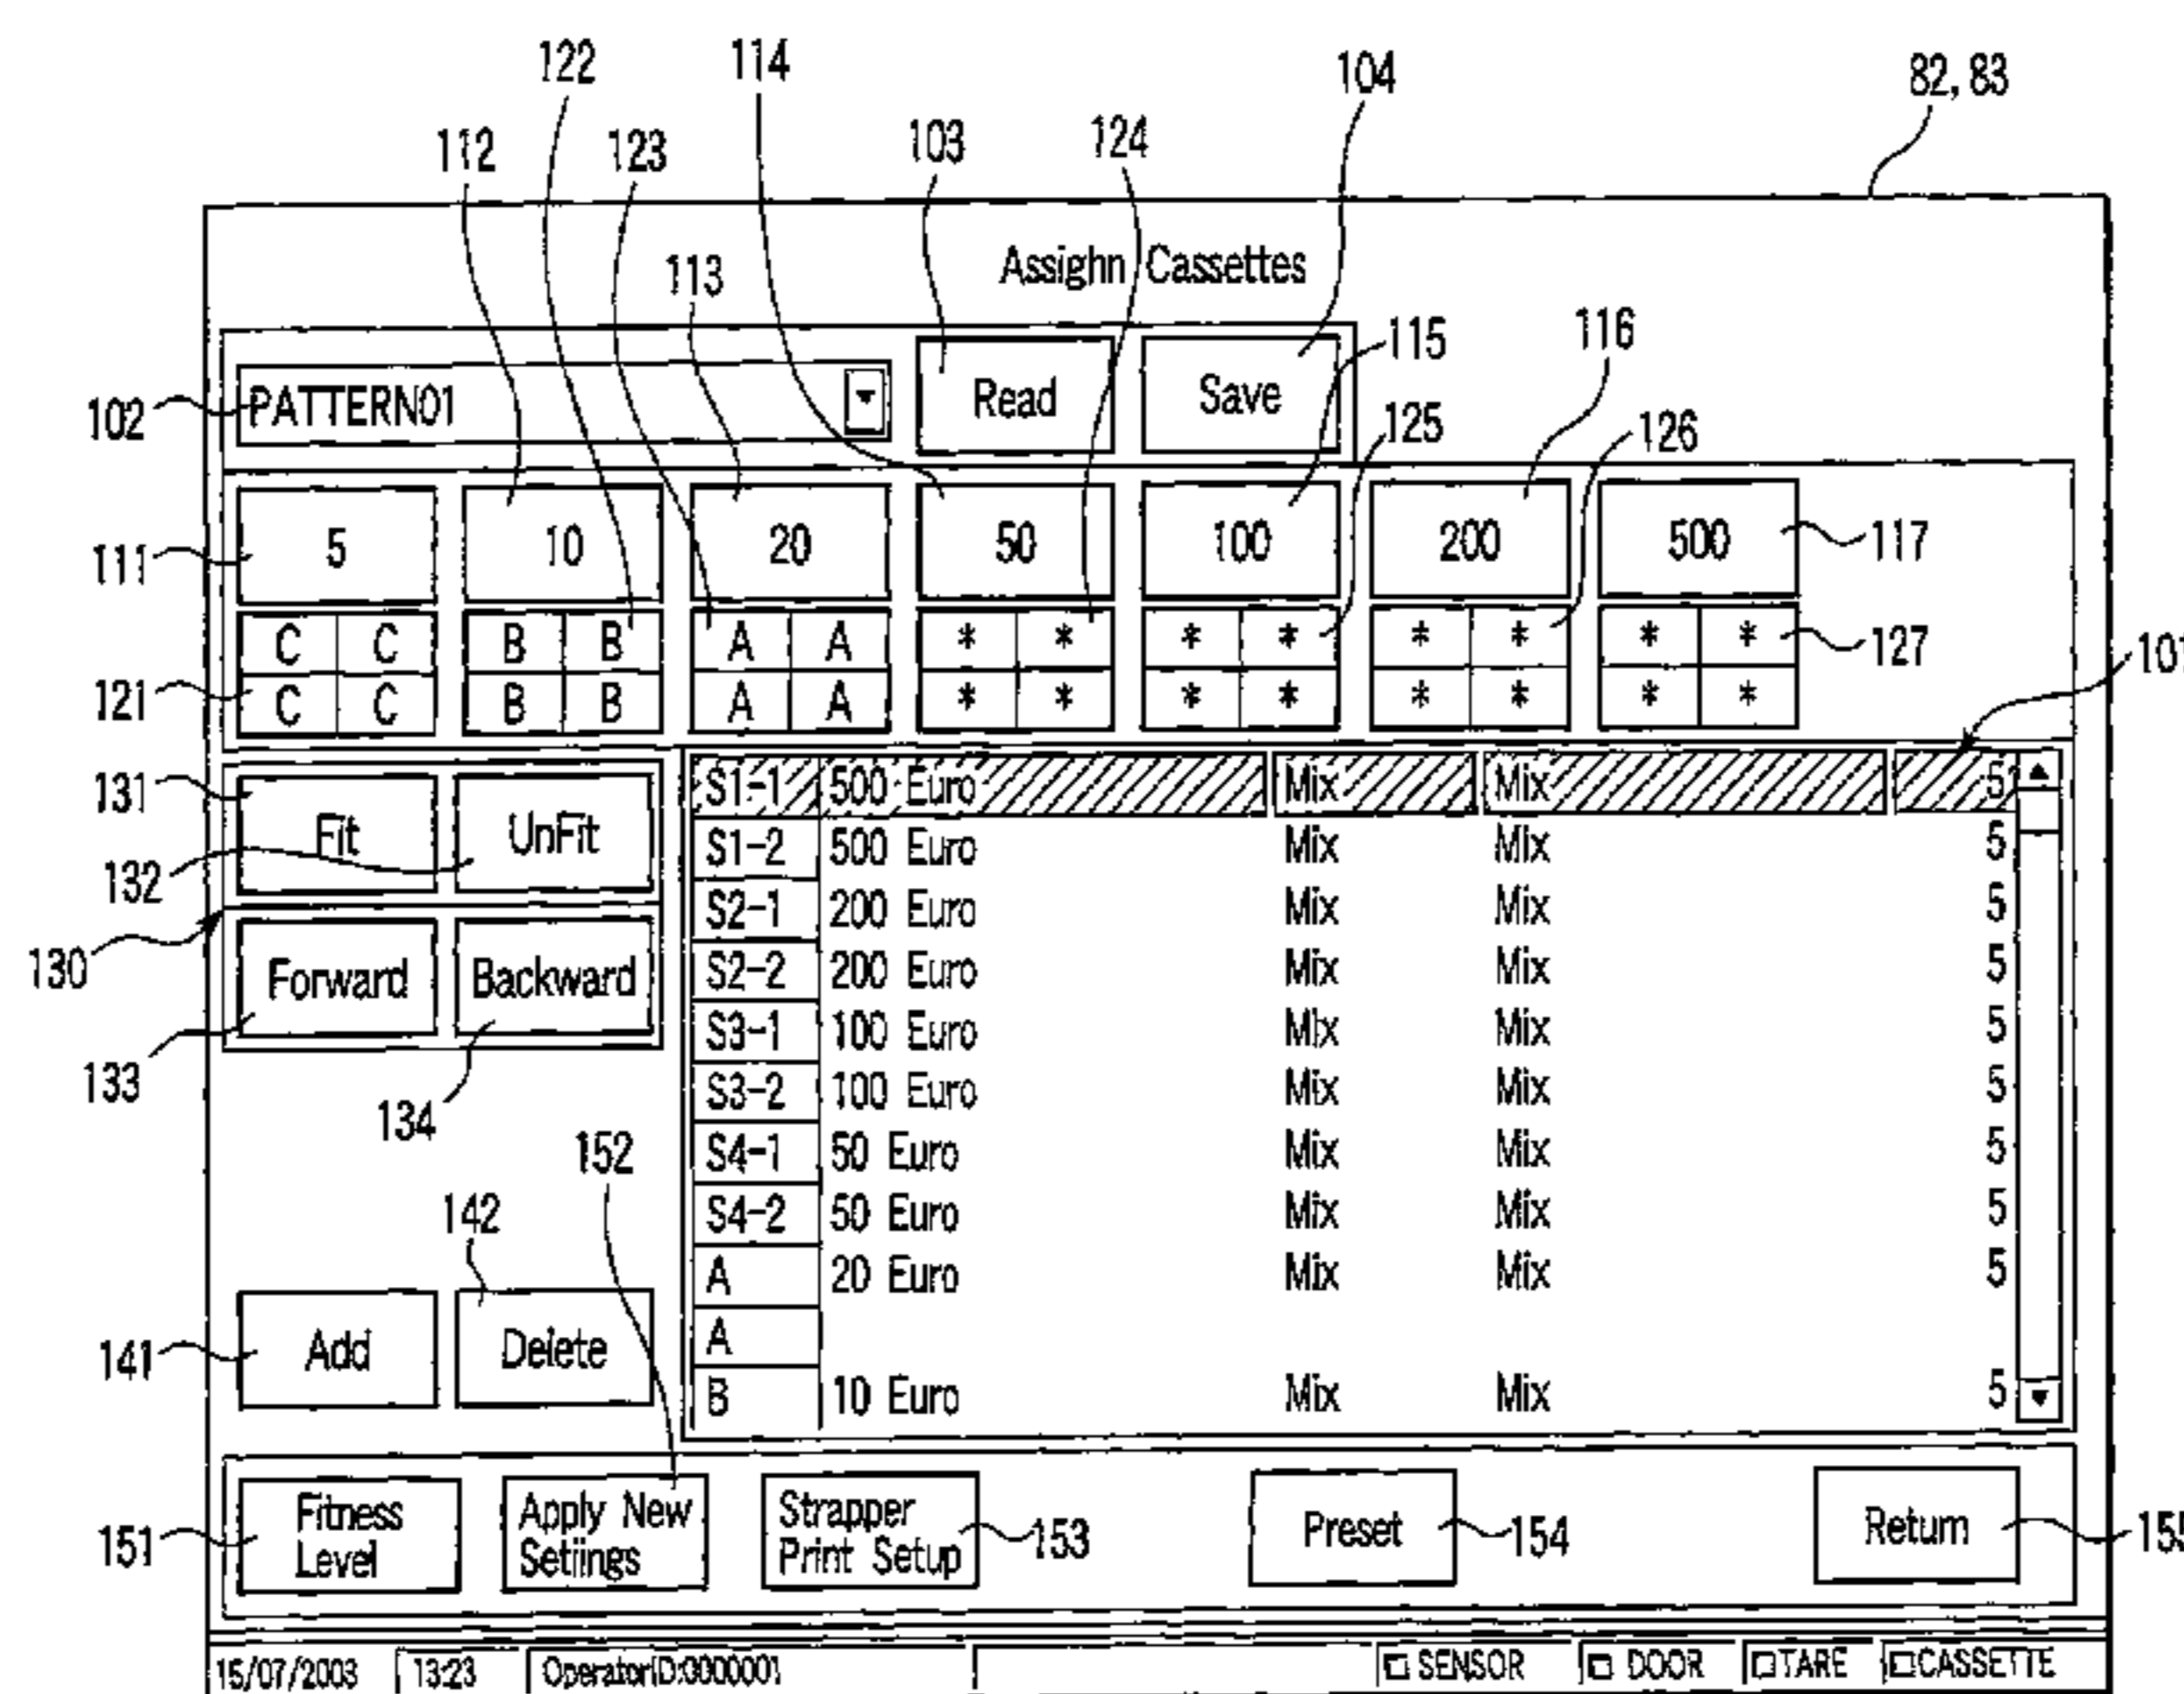 122 114 104 82, 83
112 123 103 124
Assighn Cassettes
113
116
115
102 PATTERN01 Read Save
125 126
111 5 10 20 50 100 200 500 117
C C B B A A * * * * * * * * 127
121 C C B B A A * * * * * * * * 101
131 Fit UnFit
132
130 Forward Backward
133 134
S1-1 500 Euro Mix Mix 5
S1-2 500 Euro Mix Mix 5
S2-1 200 Euro Mix Mix 5
S2-2 200 Euro Mix Mix 5
S3-1 100 Euro Mix Mix 5
S3-2 100 Euro Mix Mix 5
S4-1 50 Euro Mix Mix 5
S4-2 50 Euro Mix Mix 5
A 20 Euro Mix Mix 5
A
B 10 Euro Mix Mix 5
152
142
141 Add Delete
151 Fitness Level
Apply New Settings
Strapper Print Setup 153
Preset 154
Return 155
15/07/2003 13:23 OperatorID:0000001 SENSOR DOOR TARE CASSETTE